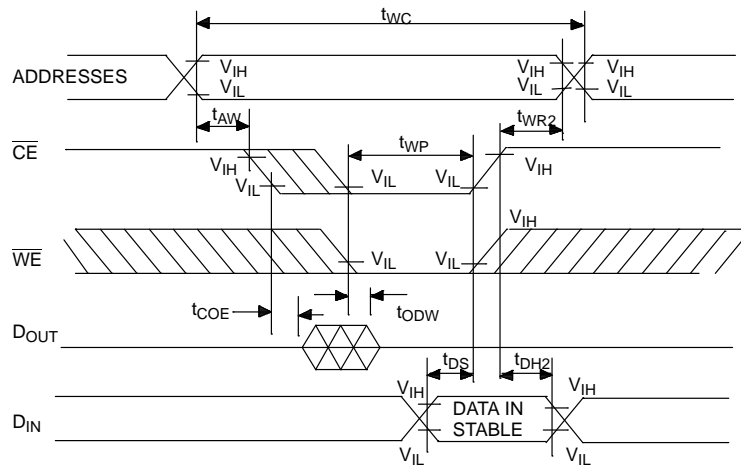 tWC
ADDRESSES
VIH
VIL
VIH
VIL
VIH
VIL
tAW
tWP
tWR2
CE
VIH
VIL
VIL
VIL
VIH
WE
VIH
VIL
VIL
tCOE
tODW
DOUT
tDS
tDH2
DIN
VIH
VIL
DATA IN
STABLE
VIH
VIL